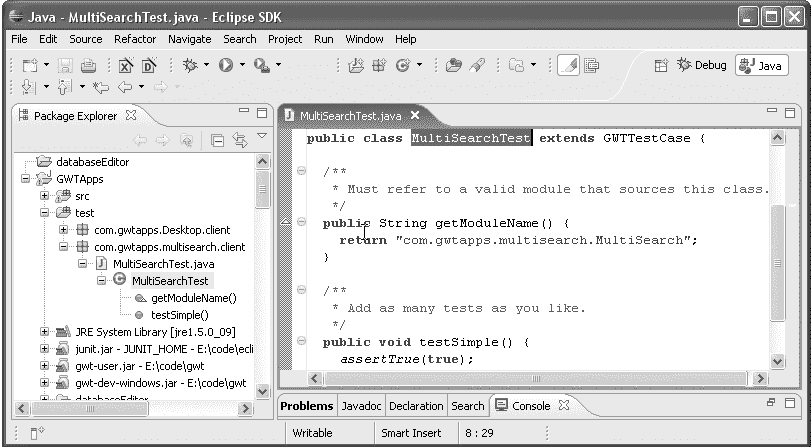 Java - MultiSearchTest.java - Eclipse SDK
File Edit Source Refactor Navigate Search Project Run Window Help
Debug Java
Package Explorer
databaseEditor
GWTApps
src
test
com.gwtapps.Desktop.client
com.gwtapps.multisearch.client
MultiSearchTest.java
MultiSearchTest
getModuleName()
testSimple()
JRE System Library [jre1.5.0_09]
junit.jar - JUNIT_HOME - E:\code\ecli
gwt-user.jar - E:\code\gwt
gwt-dev-windows.jar - E:\code\gwt
databaseEditor
MultiSearchTest.java
public class MultiSearchTest extends GWTTestCase {
/**
* Must refer to a valid module that sources this class.
*/
public String getModuleName() {
return "com.gwtapps.multisearch.MultiSearch";
}
/**
* Add as many tests as you like.
*/
public void testSimple() {
assertTrue(true);
Problems Javadoc Declaration Search Console
Writable Smart Insert 8 : 29